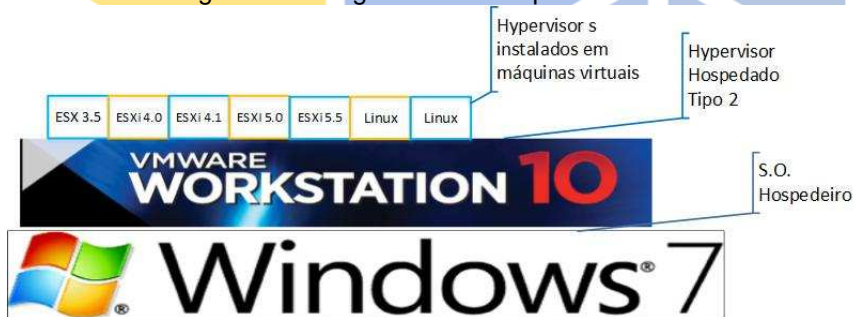 Hypervisor s
instalados em
máquinas virtuais
Hypervisor
Hospedado
Tipo 2
ESX 3.5
ESXi 4.0
ESXi 4.1
ESXI 5.0
ESXi 5.5
Linux
Linux
VMWARE
WORKSTATION 10
S.O.
Hospedeiro
Windows® 7
®